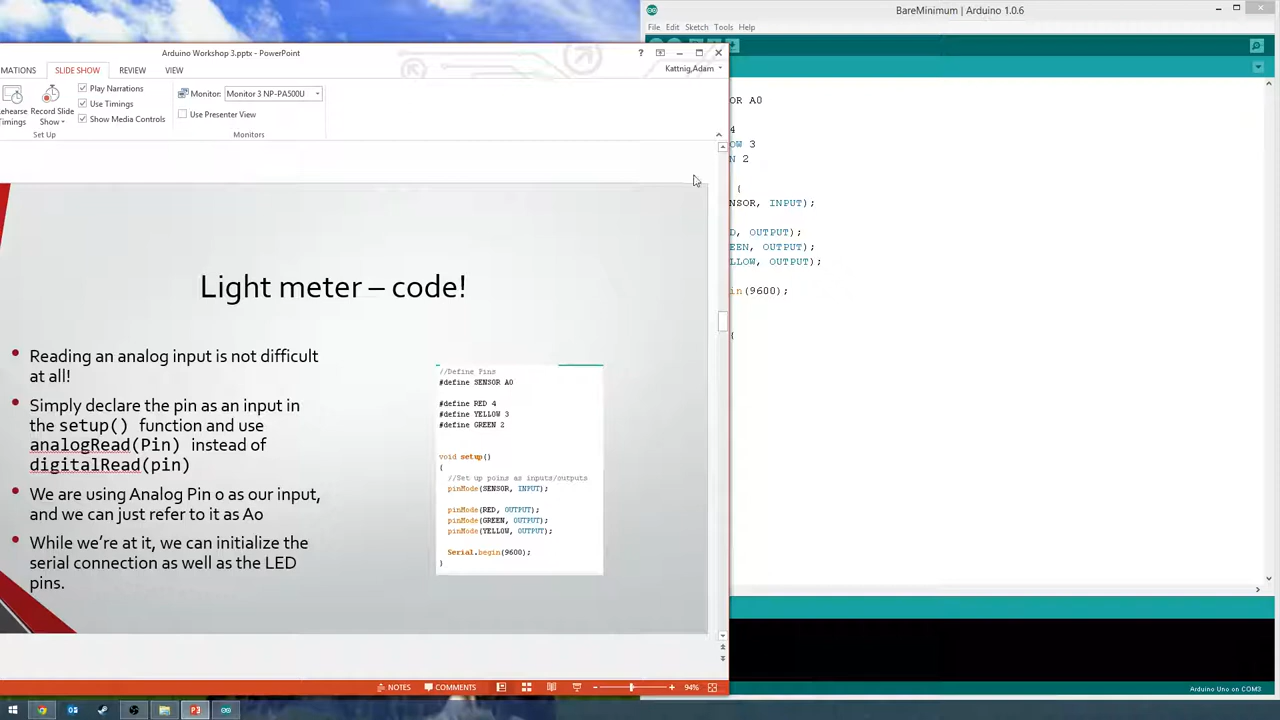 BareMinimum | Arduino 1.0.6
File Edit Sketch Tools Help
Arduino Workshop 3.pptx - PowerPoint
?
MATIONS SLIDE SHOW REVIEW VIEW
Kattnig,Adam
Rehearse Timings
Record Slide Show
Play Narrations
Use Timings
Show Media Controls
Set Up
Monitor: Monitor 3 NP-PA500U
Use Presenter View
Monitors
Light meter – code!
Reading an analog input is not difficult
at all!
Simply declare the pin as an input in
the setup() function and use
analogRead(Pin) instead of
digitalRead(pin)
We are using Analog Pin 0 as our input,
and we can just refer to it as A0
While we're at it, we can initialize the
serial connection as well as the LED
pins.
//Define Pins
#define SENSOR A0
#define RED 4
#define YELLOW 3
#define GREEN 2
void setup()
{
//Set up poins as inputs/outputs
pinMode(SENSOR, INPUT);
pinMode(RED, OUTPUT);
pinMode(GREEN, OUTPUT);
pinMode(YELLOW, OUTPUT);
Serial.begin(9600);
}
OR A0
4
OW 3
N 2
{
NSOR, INPUT);
D, OUTPUT);
EEN, OUTPUT);
LLOW, OUTPUT);
in(9600);
{
NOTES COMMENTS 94%
Arduino Uno on COM3